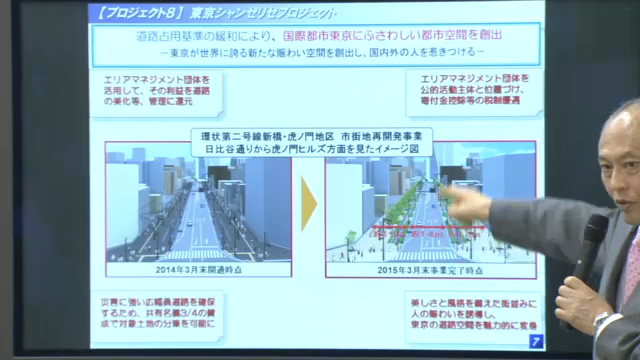 【プロジェクト8】 東京シャンゼリゼプロジェクト
道路占用基準の緩和により、国際都市東京にふさわしい都市空間を創出
－東京が世界に誇る新たな賑わい空間を創出し、国内外の人を惹きつける－
エリアマネジメント団体を
活用して、その利益を道路
の美化等、管理に還元
エリアマネジメント団体を
公的活動主体と位置づけ、
寄付金控除等の税制優遇
環状第二号線新橋・虎ノ門地区 市街地再開発事業
日比谷通りから虎ノ門ヒルズ方面を見たイメージ図
2014年3月末開通時点
2015年3月末事業完了時点
災害に強い広幅員道路を確保
するため、共有名義3/4の賛
成で対象土地の分筆を可能に
美しさと風格を備えた街並みに
人の賑わいを誘導し、
東京の道路空間を魅力的に変身
7